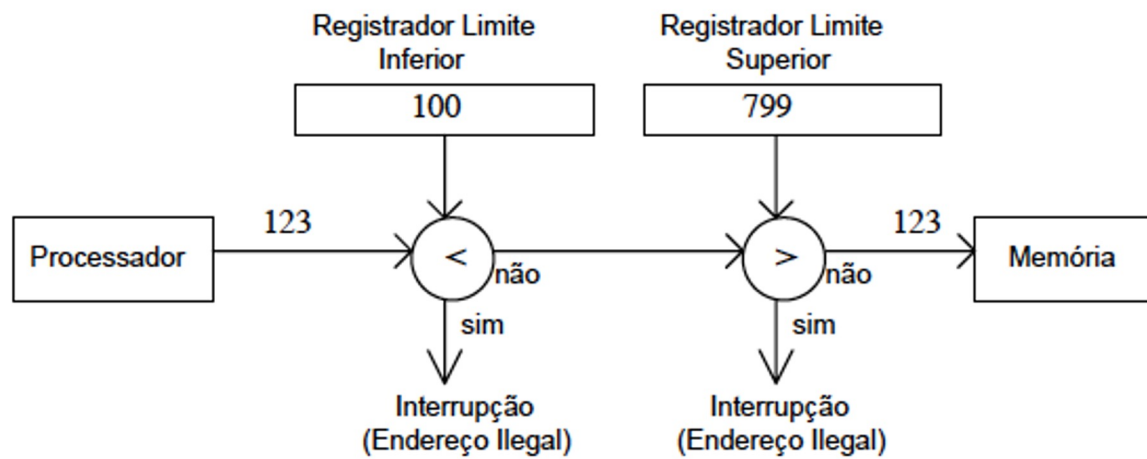 Registrador Limite
Inferior
Registrador Limite
Superior
100
799
123
123
Processador
<
não
>
não
Memória
sim
sim
Interrupção
(Endereço Ilegal)
Interrupção
(Endereço Ilegal)